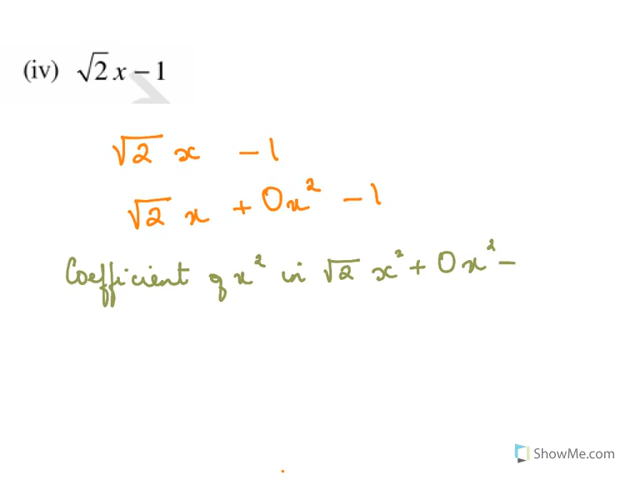 (iv) √2 x − 1
√2 x − 1
√2 x + 0x² − 1
Coefficient of x² in √2 x² + 0x² −
ShowMe.com